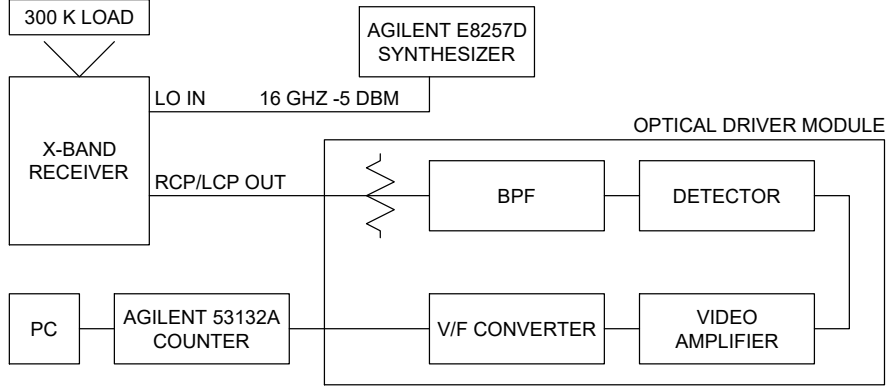 300 K LOAD
AGILENT E8257D
SYNTHESIZER
LO IN 16 GHZ -5 DBM
OPTICAL DRIVER MODULE
X-BAND
RECEIVER
RCP/LCP OUT
BPF
DETECTOR
PC
AGILENT 53132A
COUNTER
V/F CONVERTER
VIDEO
AMPLIFIER